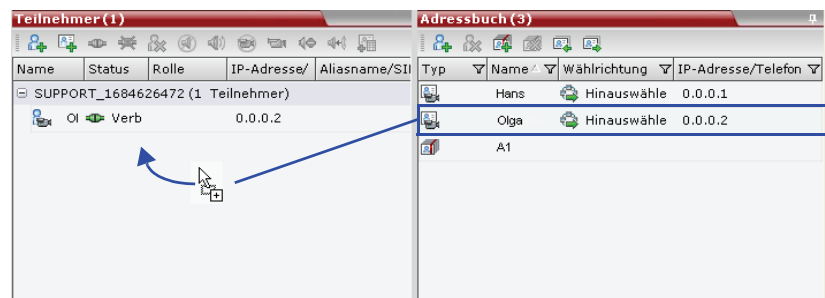 Teilnehmer (1)
Name Status Rolle IP-Adresse/ Aliasname/SII
SUPPORT_1684626472 (1 Teilnehmer)
Ol Verb 0.0.0.2
Adressbuch (3)
Typ Name Wählrichtung IP-Adresse/Telefon
Hans Hinauswähle 0.0.0.1
Olga Hinauswähle 0.0.0.2
A1